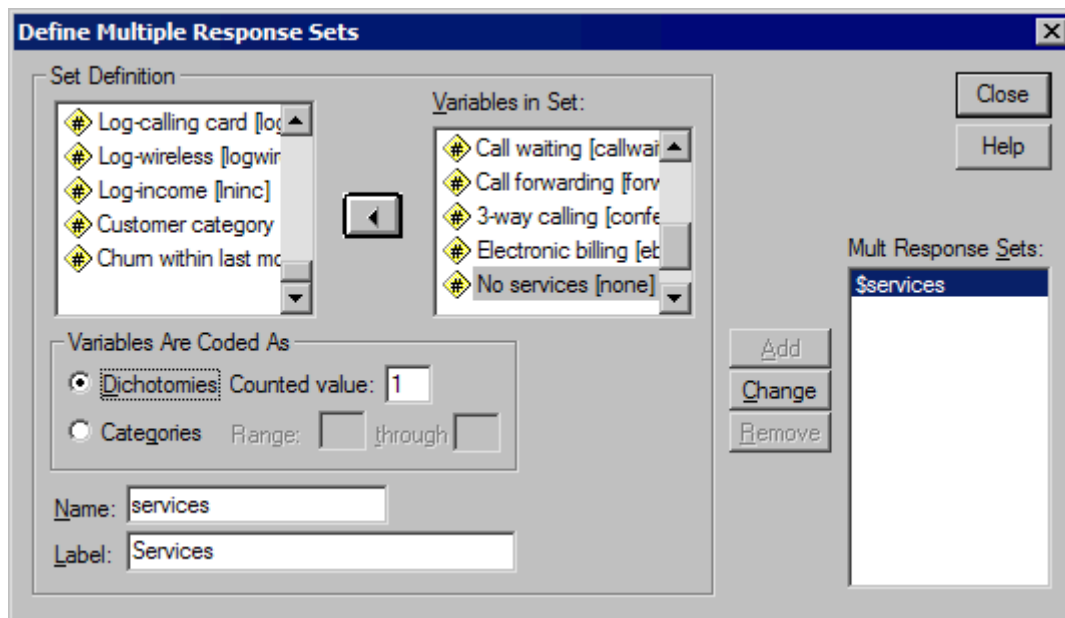 Define Multiple Response Sets
Set Definition
Log-calling card [log
Log-wireless [logwir
Log-income [lninc]
Customer category
Churn within last mo
Variables in Set:
Call waiting [callwai
Call forwarding [forw
3-way calling [confe
Electronic billing [eb
No services [none]
Close
Help
Variables Are Coded As
Dichotomies Counted value: 1
Categories Range: through
Name: services
Label: Services
Add
Change
Remove
Mult Response Sets:
$services